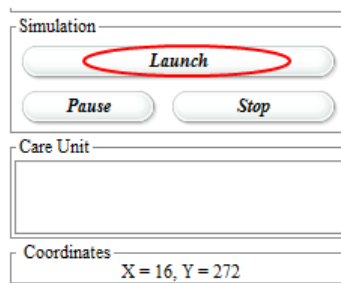 Simulation
Launch
Pause Stop
Care Unit
Coordinates
X = 16, Y = 272